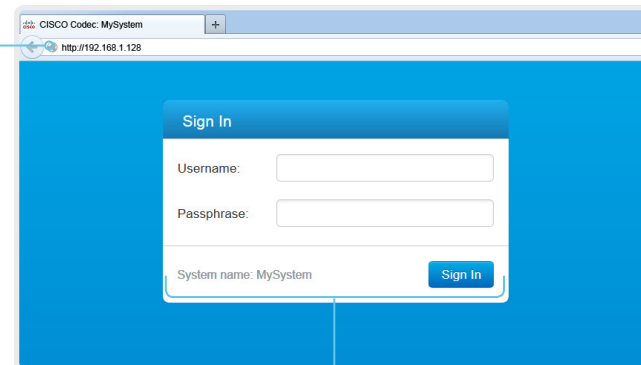 CISCO Codec: MySystem
+
http://192.168.1.128
Sign In
Username:
Passphrase:
System name: MySystem
Sign In